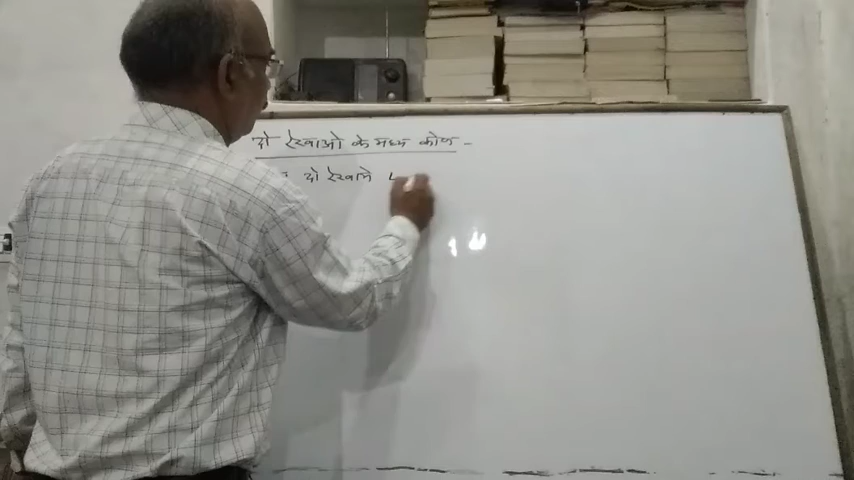 दो रेखाओ के मध्य कोण -
दो रेखाये L